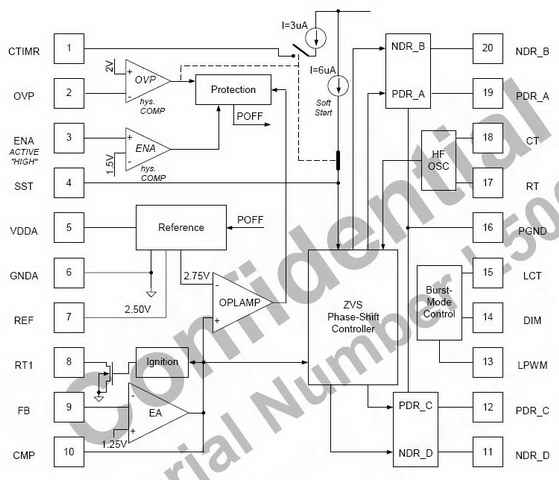 CTIMR 1
OVP 2
ENA 3
ACTIVE
"HIGH"
SST 4
VDDA 5
GNDA 6
REF 7
RT1 8
FB 9
CMP 10
2V
+
-
OVP
hys.
COMP
+
-
ENA
1.5V
hys.
COMP
Protection
POFF
I=3uA
I=6uA
Soft
Start
Reference
POFF
2.75V
2.50V
-
OPLAMP
+
Ignition
-
EA
+
1.25V
ZVS
Phase-Shift
Controller
NDR_B
PDR_A
HF
OSC
Burst-
Mode
Control
PDR_C
NDR_D
20 NDR_B
19 PDR_A
18 CT
17 RT
16 PGND
15 LCT
14 DIM
13 LPWM
12 PDR_C
11 NDR_D
Confidential
erial Number L50